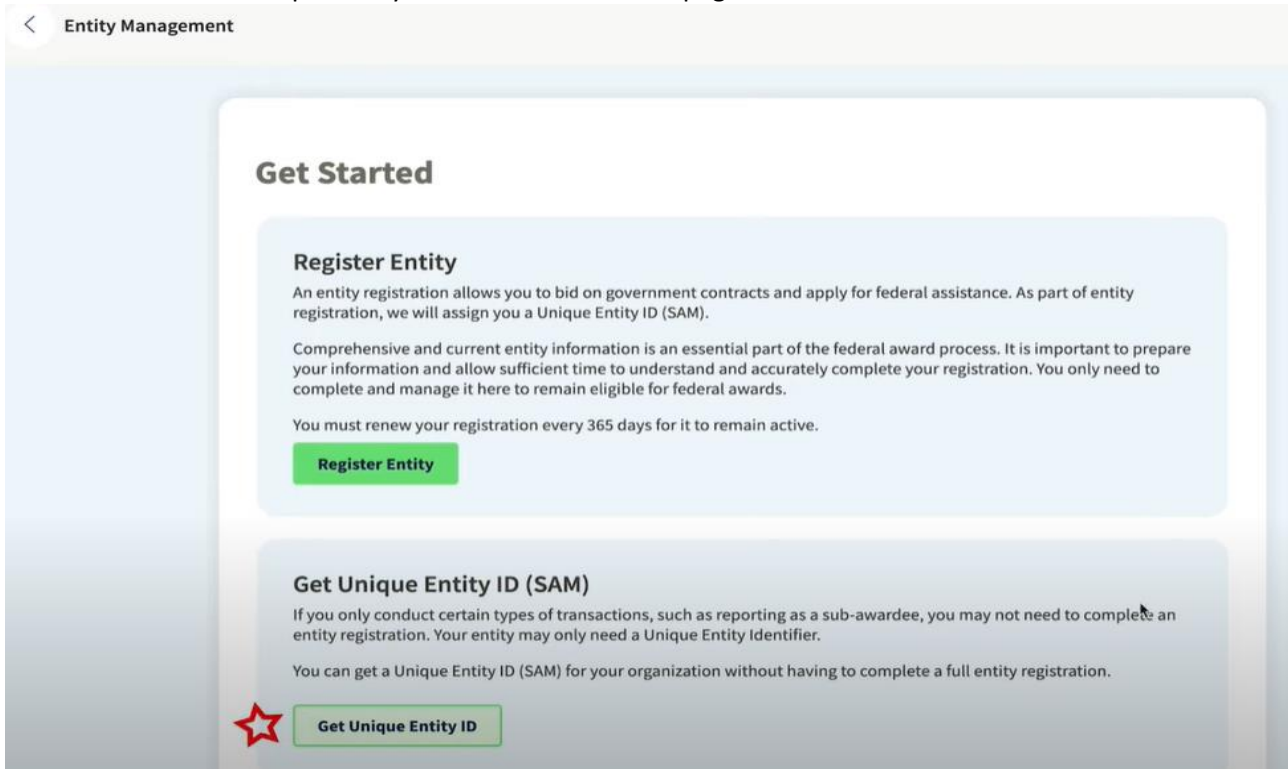 Entity Management
Get Started
Register Entity
An entity registration allows you to bid on government contracts and apply for federal assistance. As part of entity
registration, we will assign you a Unique Entity ID (SAM).
Comprehensive and current entity information is an essential part of the federal award process. It is important to prepare
your information and allow sufficient time to understand and accurately complete your registration. You only need to
complete and manage it here to remain eligible for federal awards.
You must renew your registration every 365 days for it to remain active.
Register Entity
Get Unique Entity ID (SAM)
If you only conduct certain types of transactions, such as reporting as a sub-awardee, you may not need to complete an
entity registration. Your entity may only need a Unique Entity Identifier.
You can get a Unique Entity ID (SAM) for your organization without having to complete a full entity registration.
Get Unique Entity ID